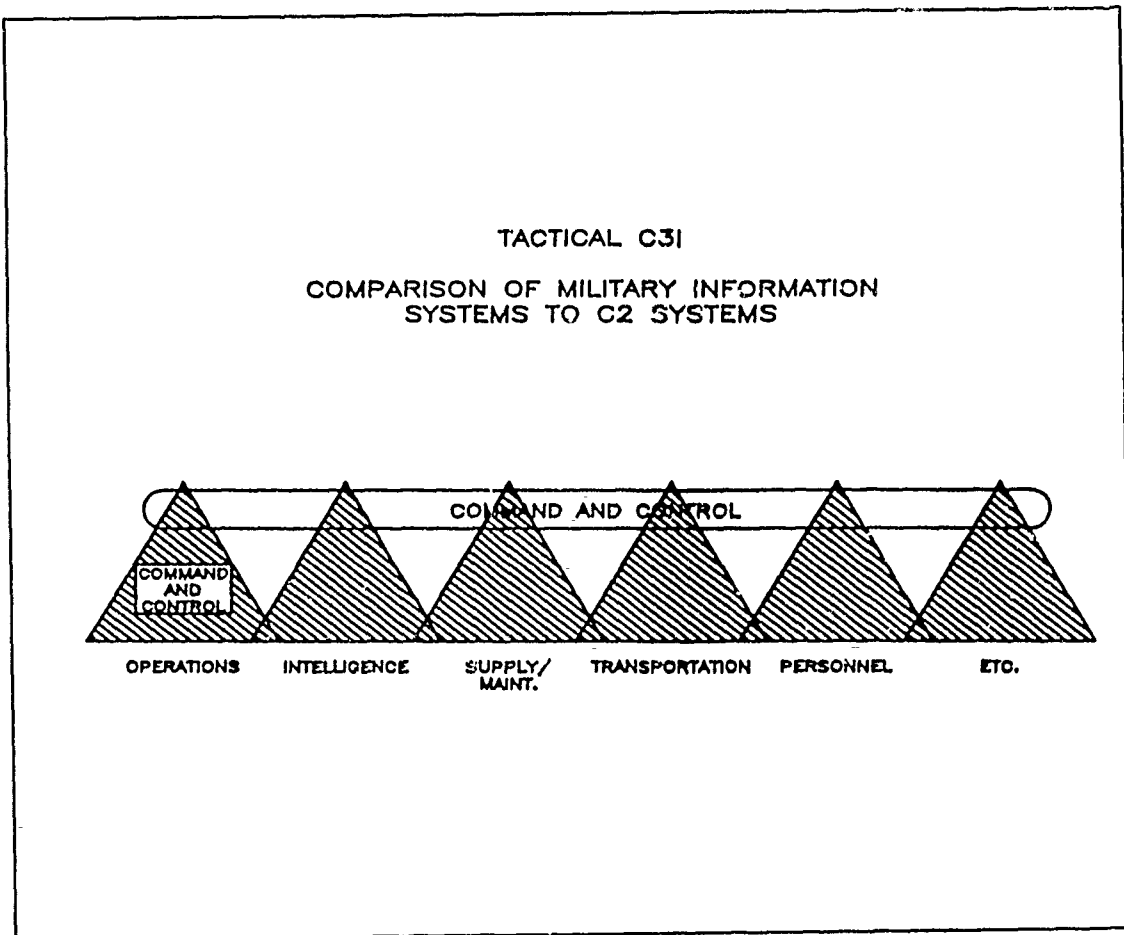 TACTICAL C3I
COMPARISON OF MILITARY INFORMATION
SYSTEMS TO C2 SYSTEMS
COMMAND AND CONTROL
COMMAND
AND
CONTROL
OPERATIONS
INTELLIGENCE
SUPPLY/
MAINT.
TRANSPORTATION
PERSONNEL
ETC.